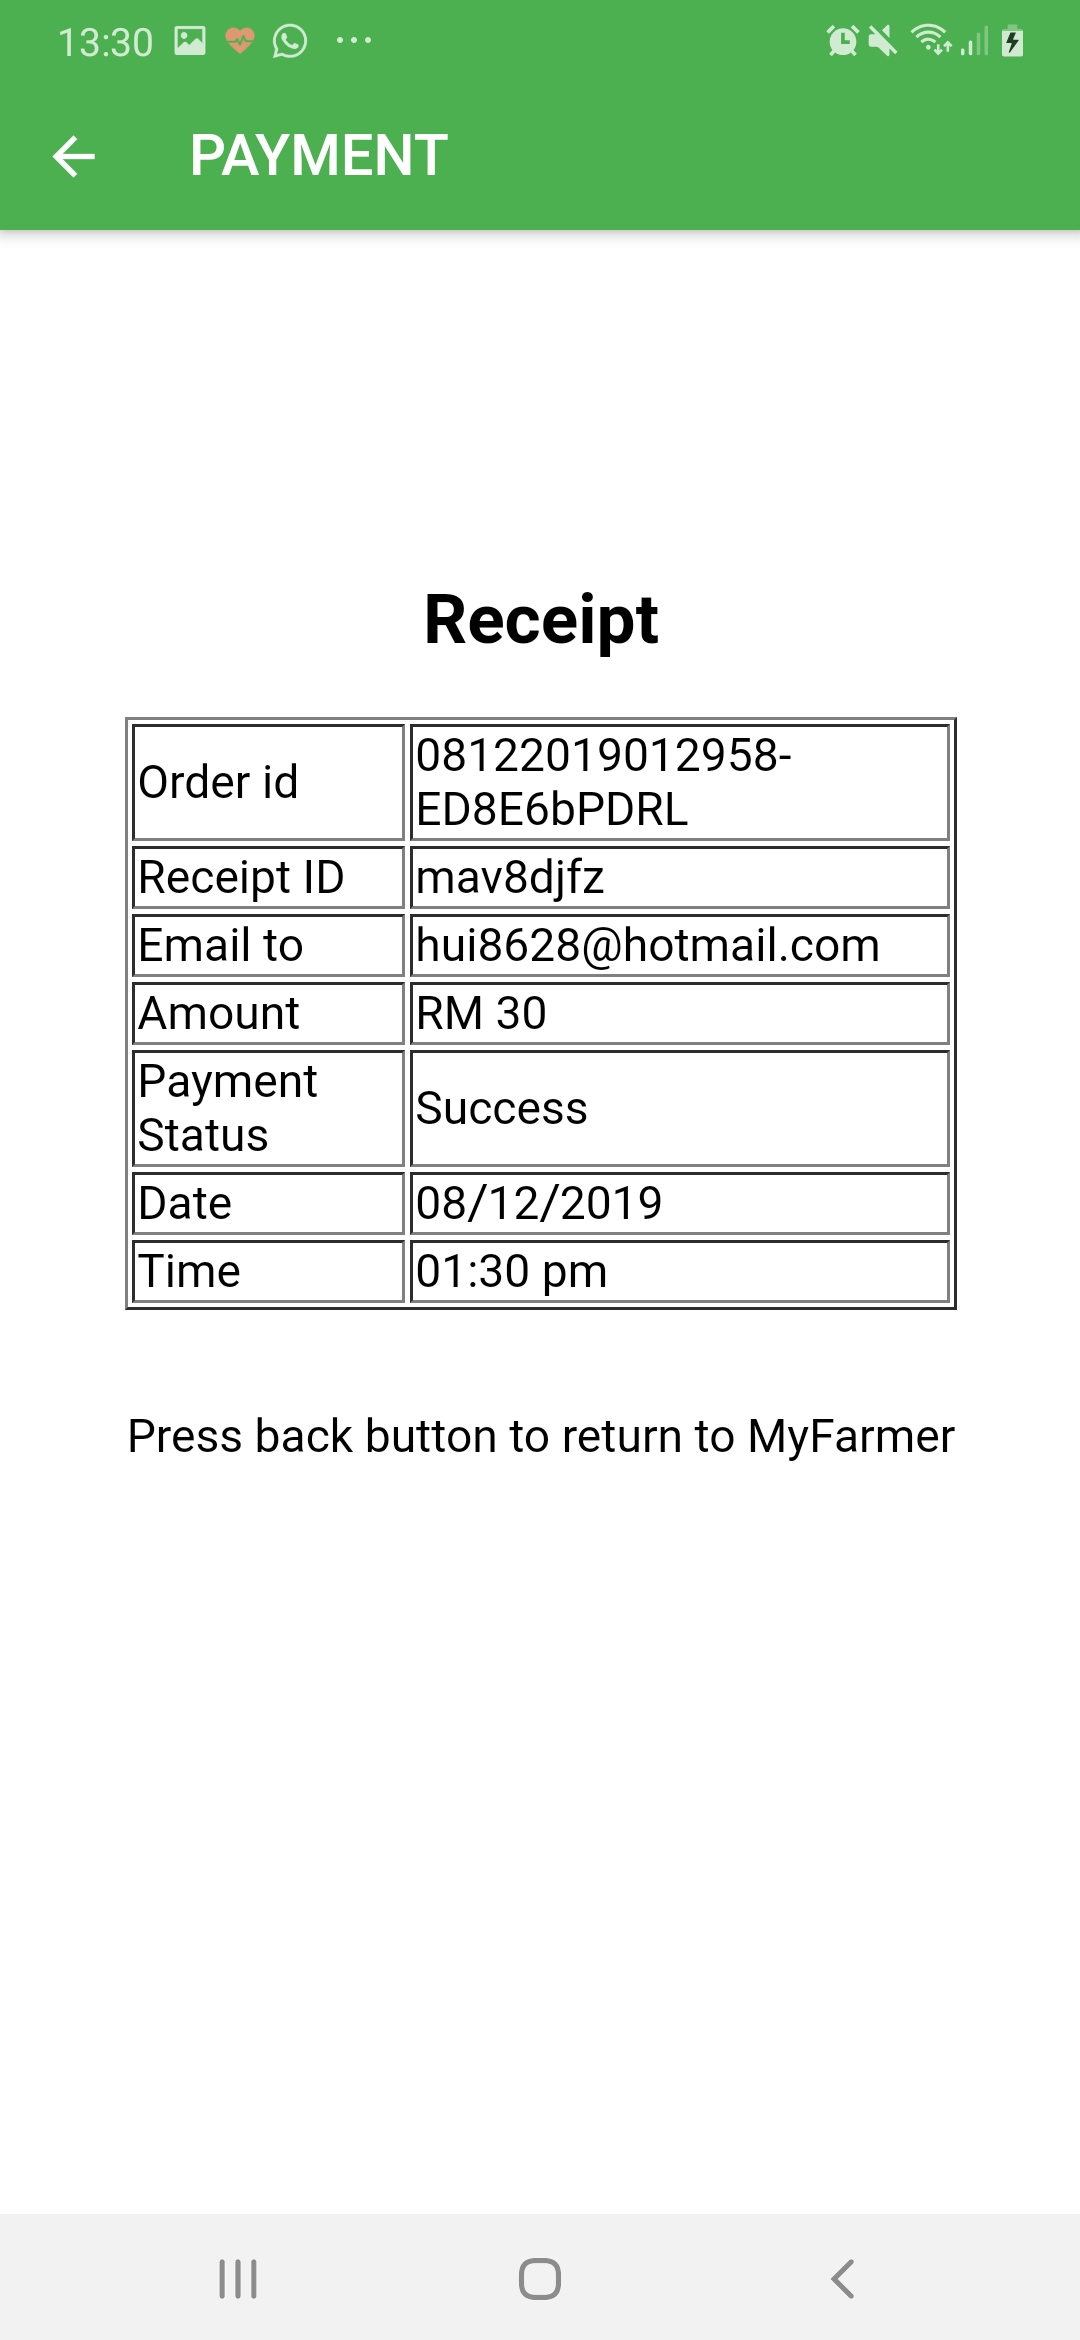 13:30
PAYMENT
Receipt
Order id
08122019012958-
ED8E6bPDRL
Receipt ID
mav8djfz
Email to
hui8628@hotmail.com
Amount
RM 30
Payment
Status
Success
Date
08/12/2019
Time
01:30 pm
Press back button to return to MyFarmer